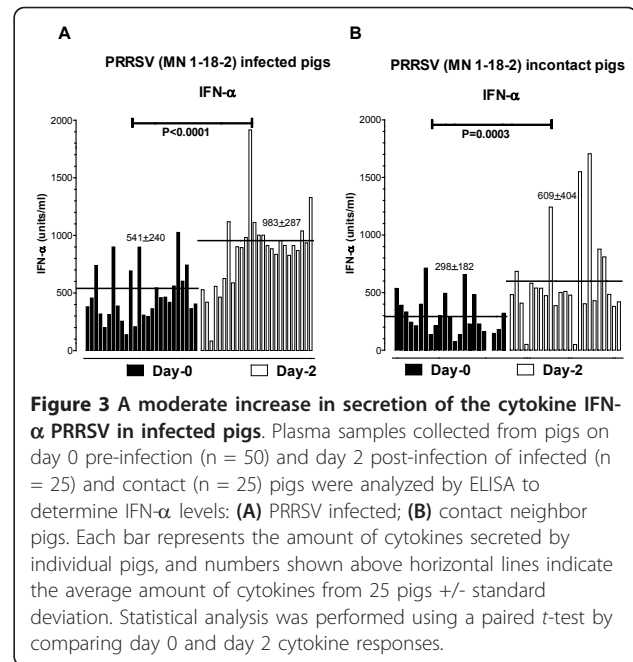 A
B
PRRSV (MN 1-18-2) infected pigs
PRRSV (MN 1-18-2) incontact pigs
IFN-α
IFN-α
2000
P<0.0001
1500
983±287
1000
541±240
500
0
IFN-α (units/ml)
Day-0
Day-2
2000
P=0.0003
1500
609±404
1000
298±182
500
0
IFN-α (units/ml)
Day-0
Day-2
Figure 3 A moderate increase in secretion of the cytokine IFN-
α PRRSV in infected pigs. Plasma samples collected from pigs on
day 0 pre-infection (n = 50) and day 2 post-infection of infected (n
= 25) and contact (n = 25) pigs were analyzed by ELISA to
determine IFN-α levels: (A) PRRSV infected; (B) contact neighbor
pigs. Each bar represents the amount of cytokines secreted by
individual pigs, and numbers shown above horizontal lines indicate
the average amount of cytokines from 25 pigs +/- standard
deviation. Statistical analysis was performed using a paired t-test by
comparing day 0 and day 2 cytokine responses.